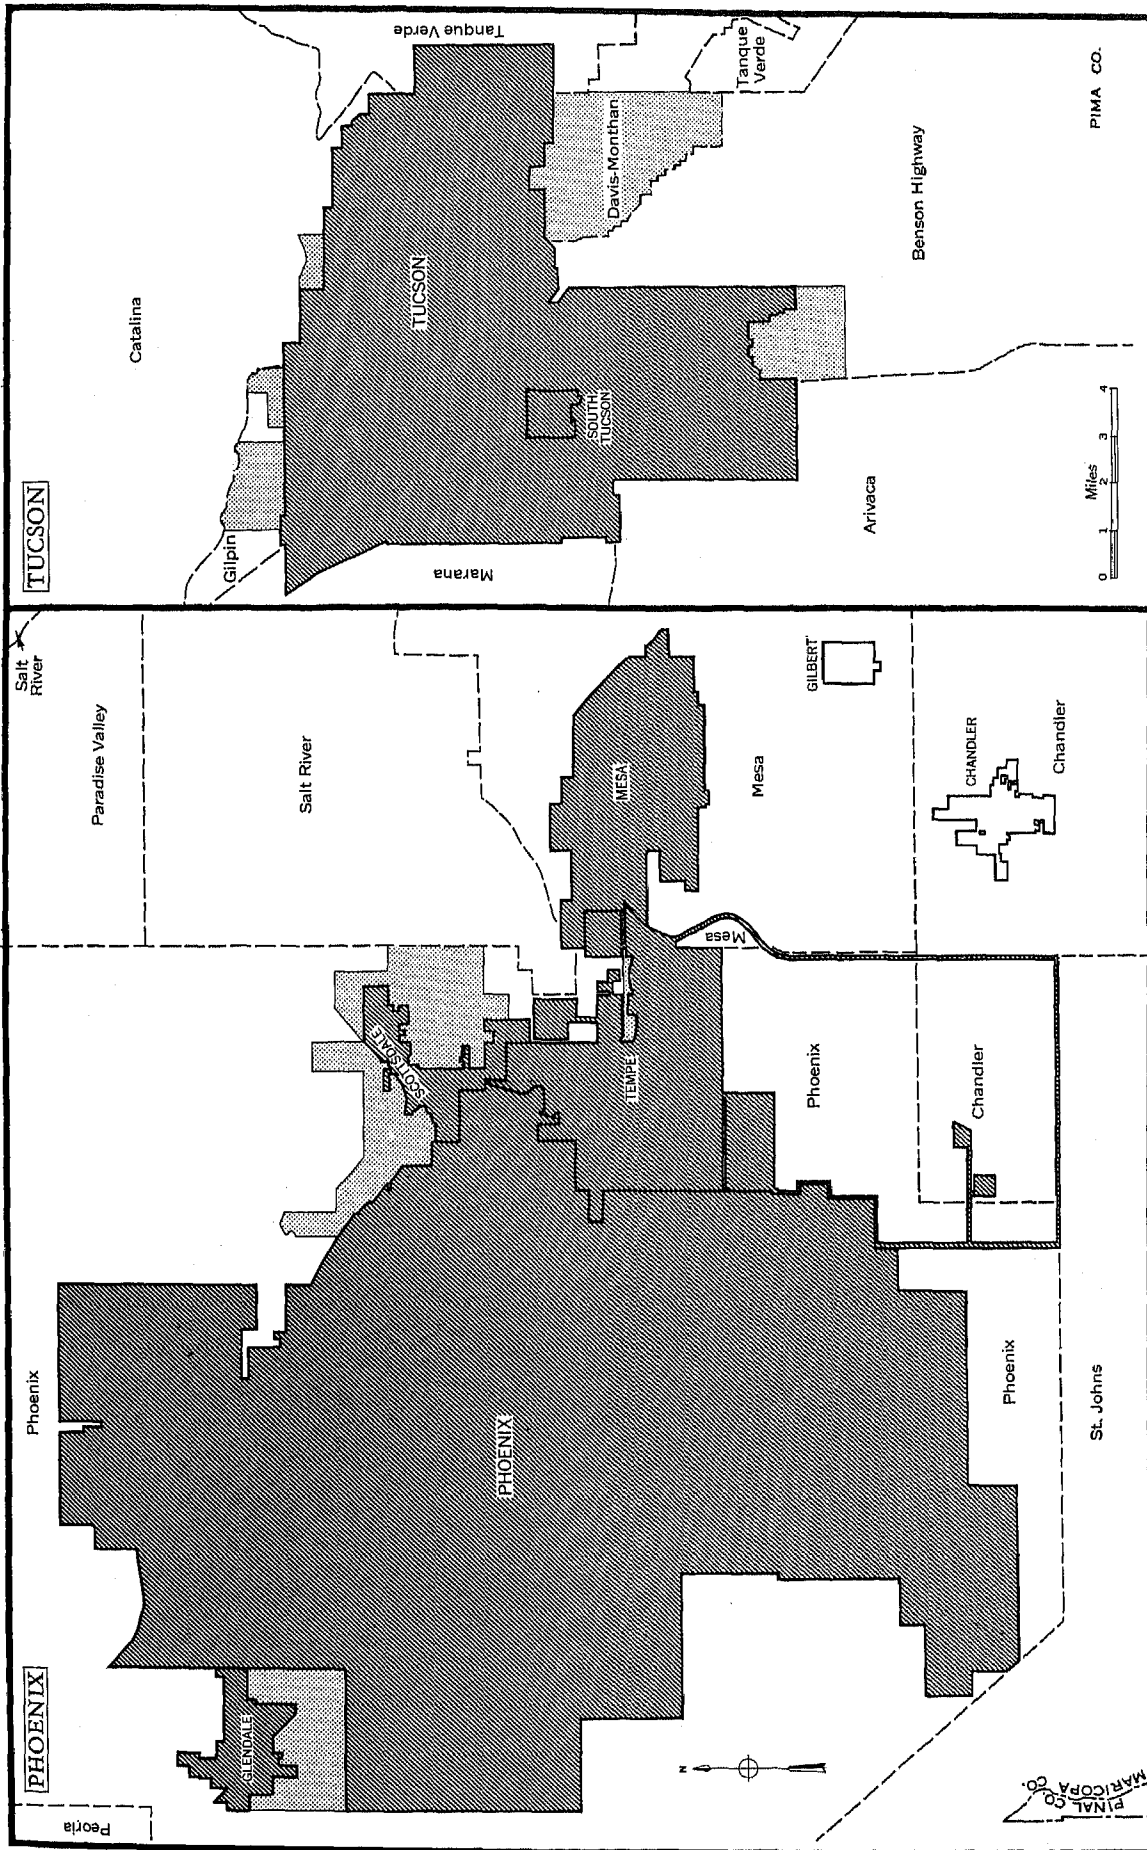 PHOENIX
Peoria
Phoenix
GLENDALE
PHOENIX
SCOTTSDALE
TEMPE
MESA
Mesa
Mesa
Paradise Valley
Salt River
Salt
River
GILBERT
CHANDLER
Chandler
Chandler
Phoenix
Phoenix
St. Johns
N
PINAL CO.
MARICOPA CO.
TUCSON
Gilpin
Catalina
Tanque Verde
TUCSON
SOUTH
TUCSON
Marana
Davis-Monthan
Tanque
Verde
Benson Highway
Arivaca
PIMA CO.
0 1 2 3 4
Miles